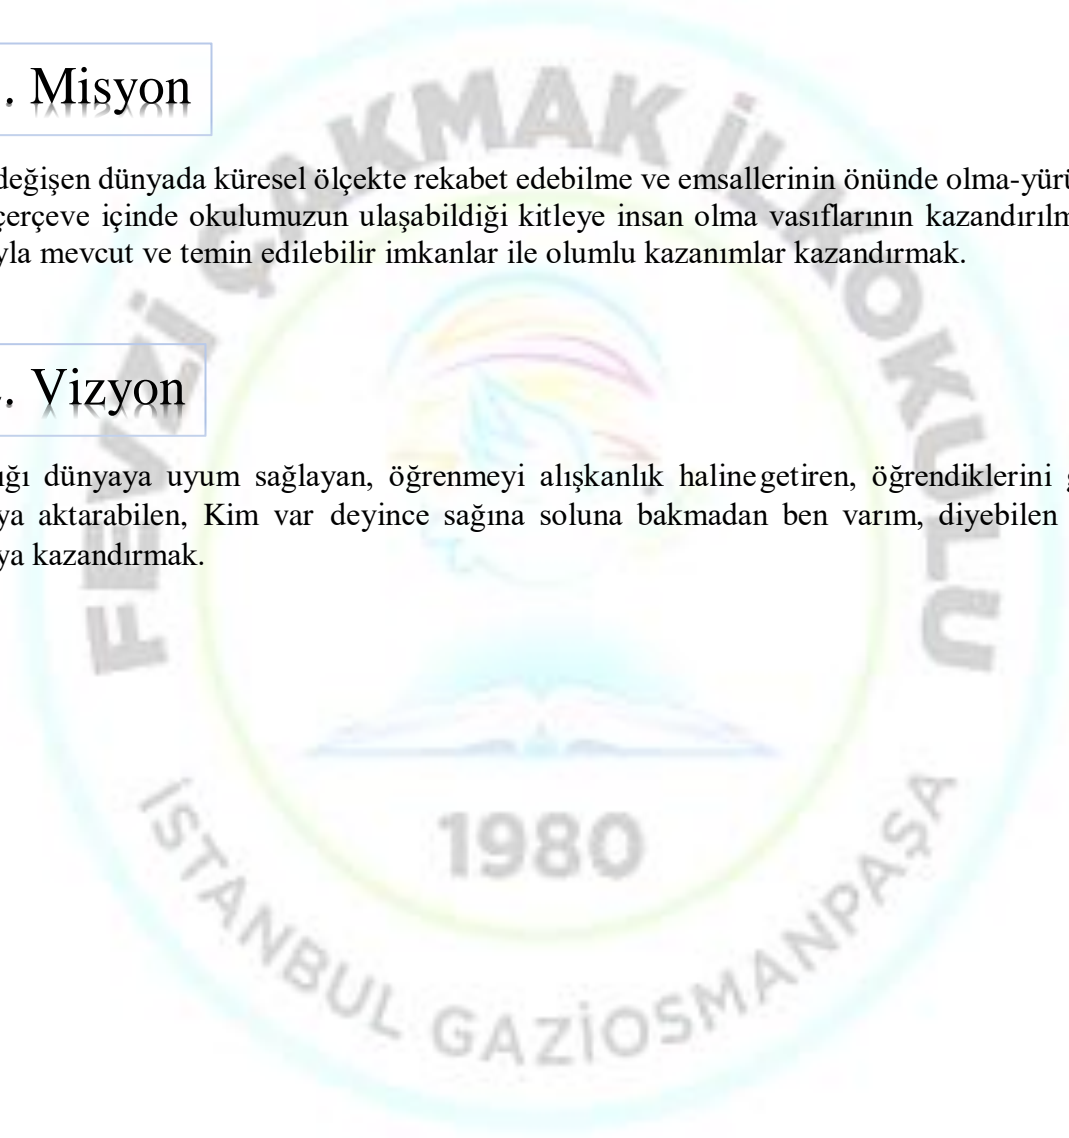 . Misyon
değişen dünyada küresel ölçekte rekabet edebilme ve emsallerinin önünde olma-yürü
çerçeve içinde okulumuzun ulaşabildiği kitleye insan olma vasıflarının kazandırılm
yla mevcut ve temin edilebilir imkanlar ile olumlu kazanımlar kazandırmak.
. Vizyon
ığı dünyaya uyum sağlayan, öğrenmeyi alışkanlık haline getiren, öğrendiklerini g
ya aktarabilen, Kim var deyince sağına soluna bakmadan ben varım, diyebilen
ya kazandırmak.
FEVZİ ÇAKMAK İLKOKULU
1980
İSTANBUL GAZİOSMANPAŞA